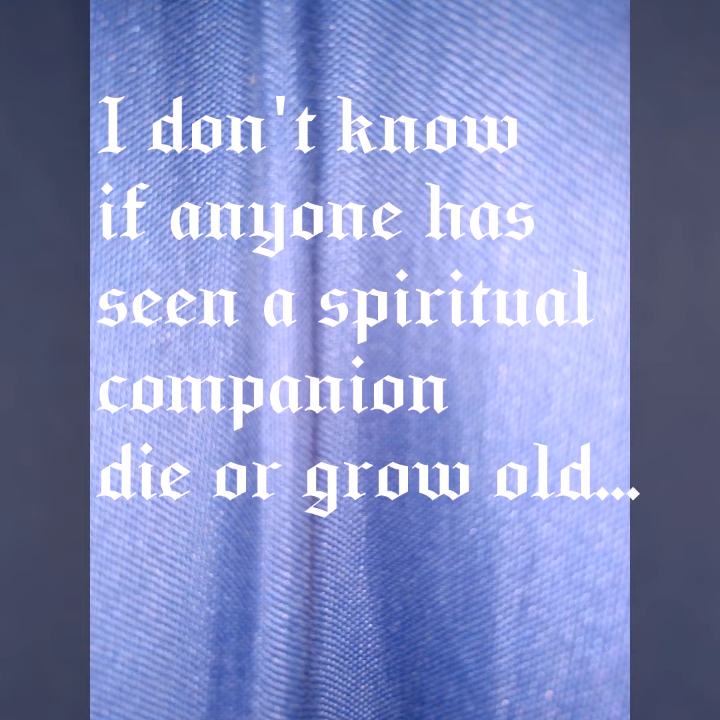 I don't know
if anyone has
seen a spiritual
companion
die or grow old...